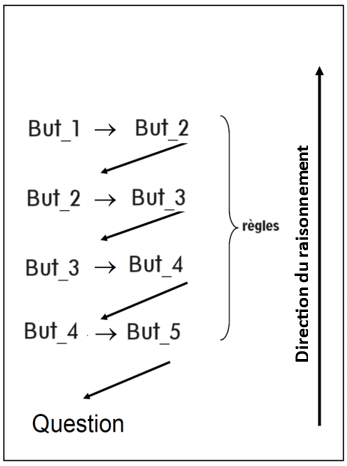 But_1 → But_2
But_2 → But_3
règles
But_3 → But_4
But_4 → But_5
Question
Direction du raisonnement